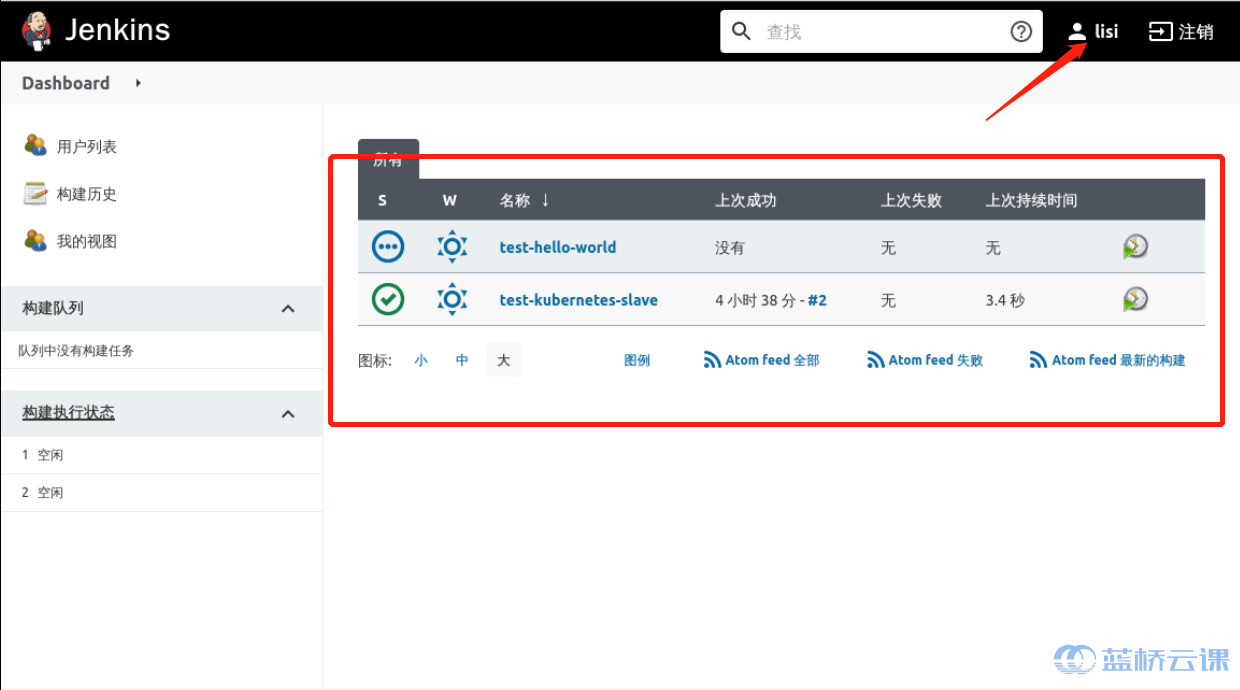 Jenkins
查找
lisi
注销
Dashboard
用户列表
构建历史
我的视图
构建队列
队列中没有构建任务
构建执行状态
1 空闲
2 空闲
所有
S W 名称 ↓ 上次成功 上次失败 上次持续时间
test-hello-world 没有 无 无
test-kubernetes-slave 4 小时 38 分 - #2 无 3.4 秒
图标: 小 中 大 图例 Atom feed 全部 Atom feed 失败 Atom feed 最新的构建
蓝桥云课